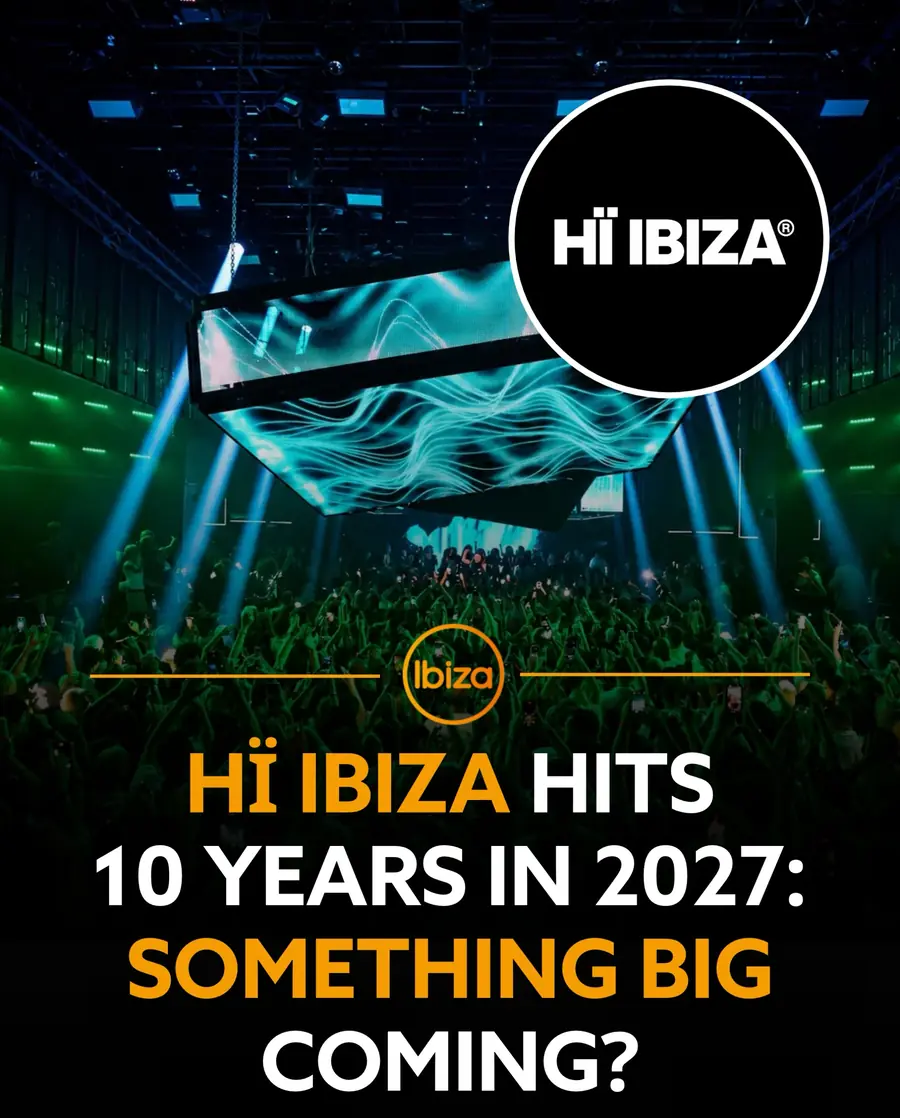 HÏ IBIZA®
Ibiza
HÏ IBIZA HITS
10 YEARS IN 2027:
SOMETHING BIG
COMING?